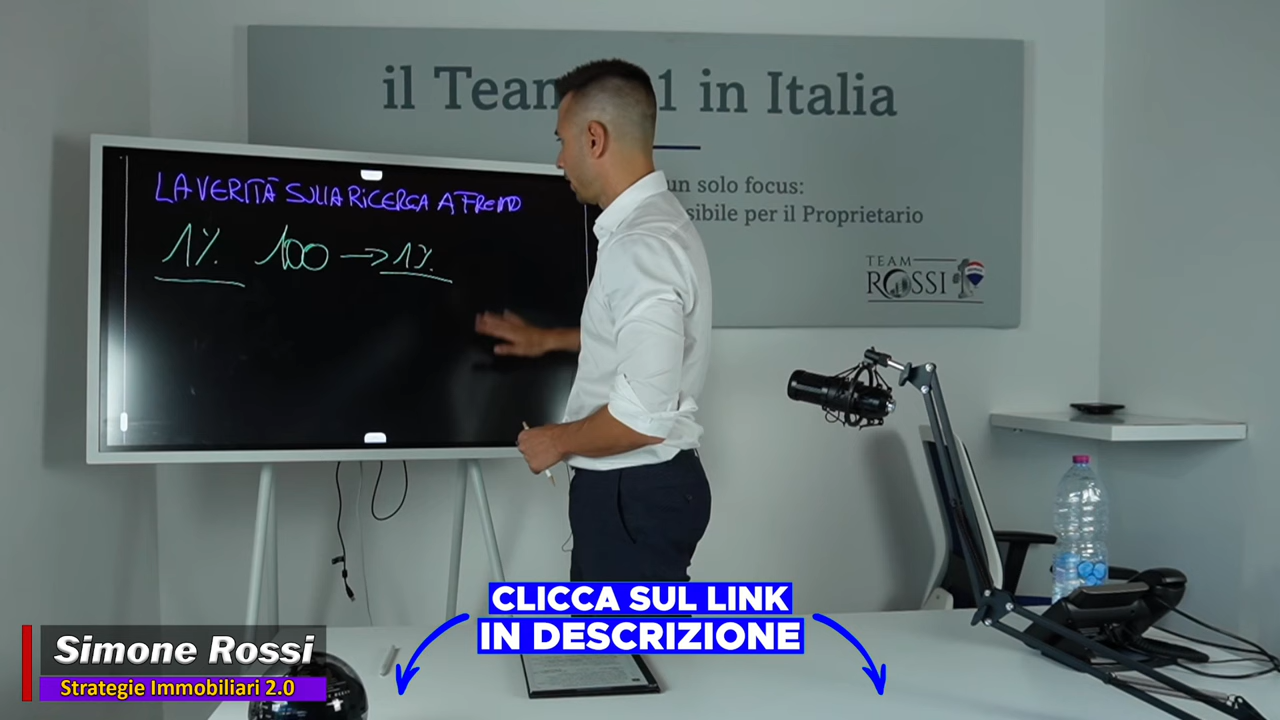 il Team 1 in Italia
un solo focus:
sibile per il Proprietario
TEAM
ROSSI
LA VERITÀ SULLA RICERCA A FREDDO
1% 100 → 1%
CLICCA SUL LINK
IN DESCRIZIONE
Simone Rossi
Strategie Immobiliari 2.0